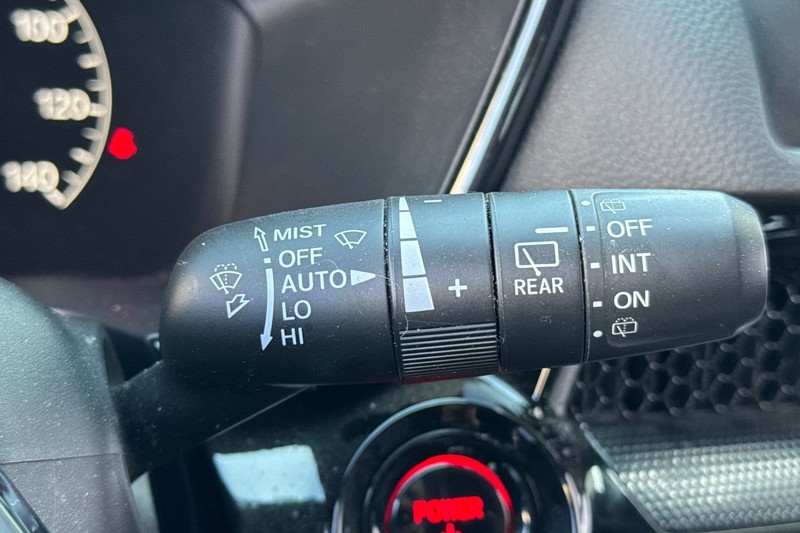 100
120
140
MIST
OFF
AUTO
LO
HI
−
+
REAR
OFF
INT
ON
POWER